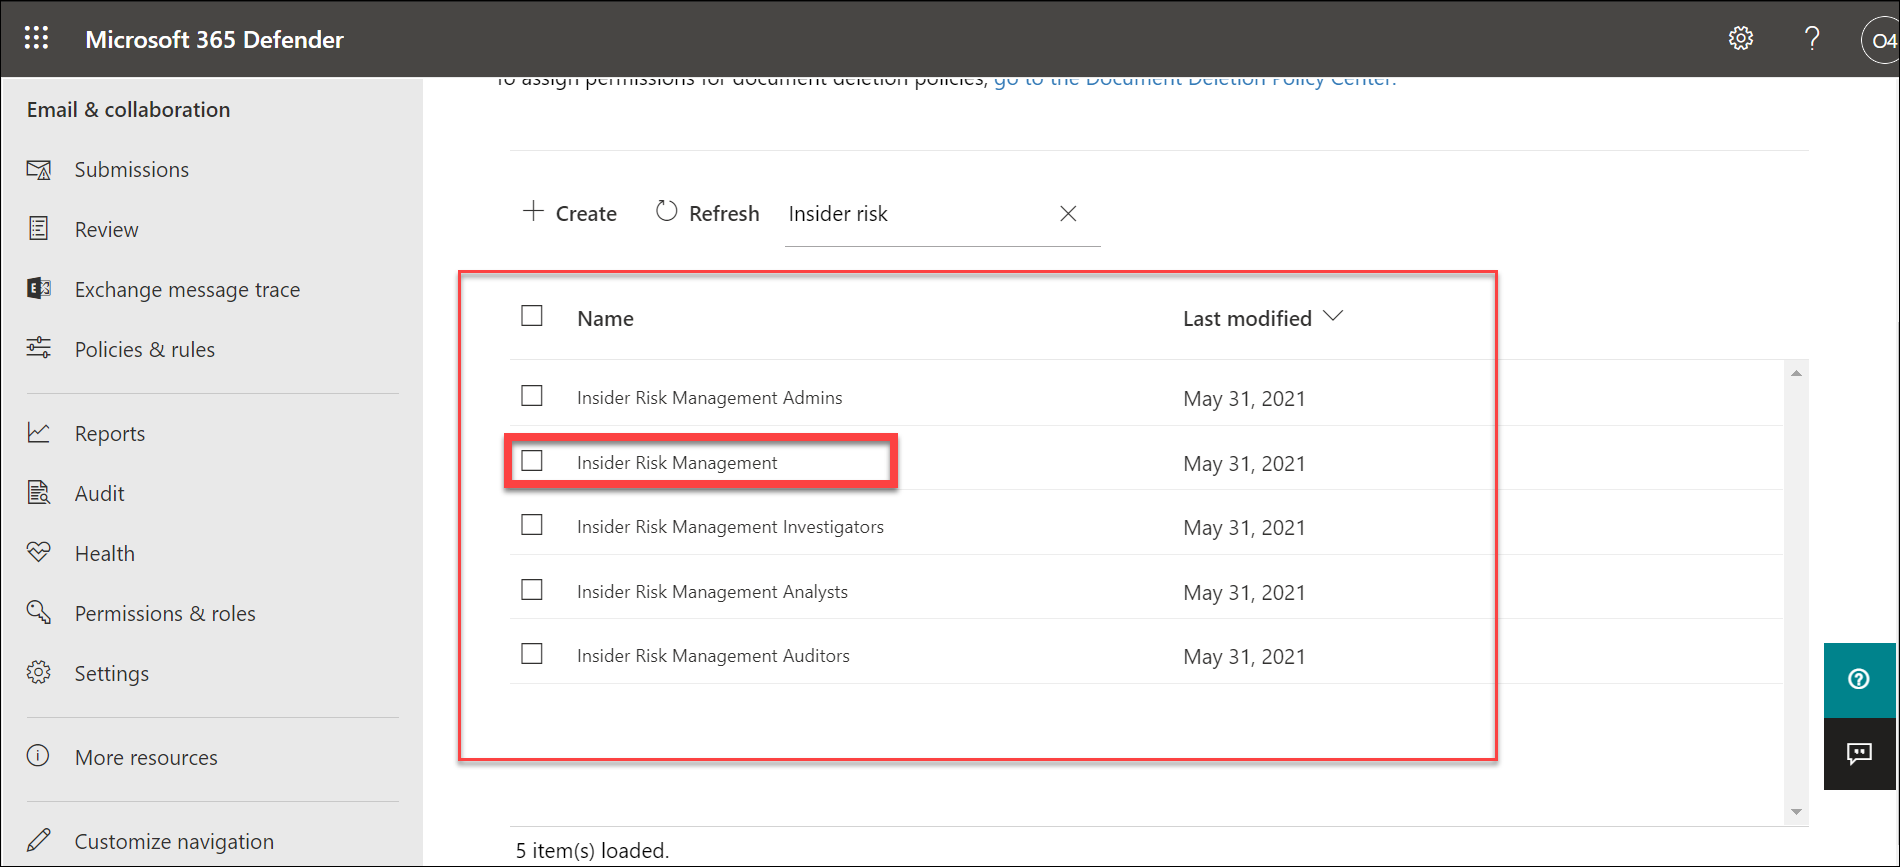 Microsoft 365 Defender
O4
Email & collaboration
Submissions
Review
Exchange message trace
Policies & rules
Reports
Audit
Health
Permissions & roles
Settings
More resources
Customize navigation
To assign permissions for document deletion policies, go to the Document Deletion Policy Center.
Create Refresh Insider risk
Name Last modified
Insider Risk Management Admins May 31, 2021
Insider Risk Management May 31, 2021
Insider Risk Management Investigators May 31, 2021
Insider Risk Management Analysts May 31, 2021
Insider Risk Management Auditors May 31, 2021
5 item(s) loaded.